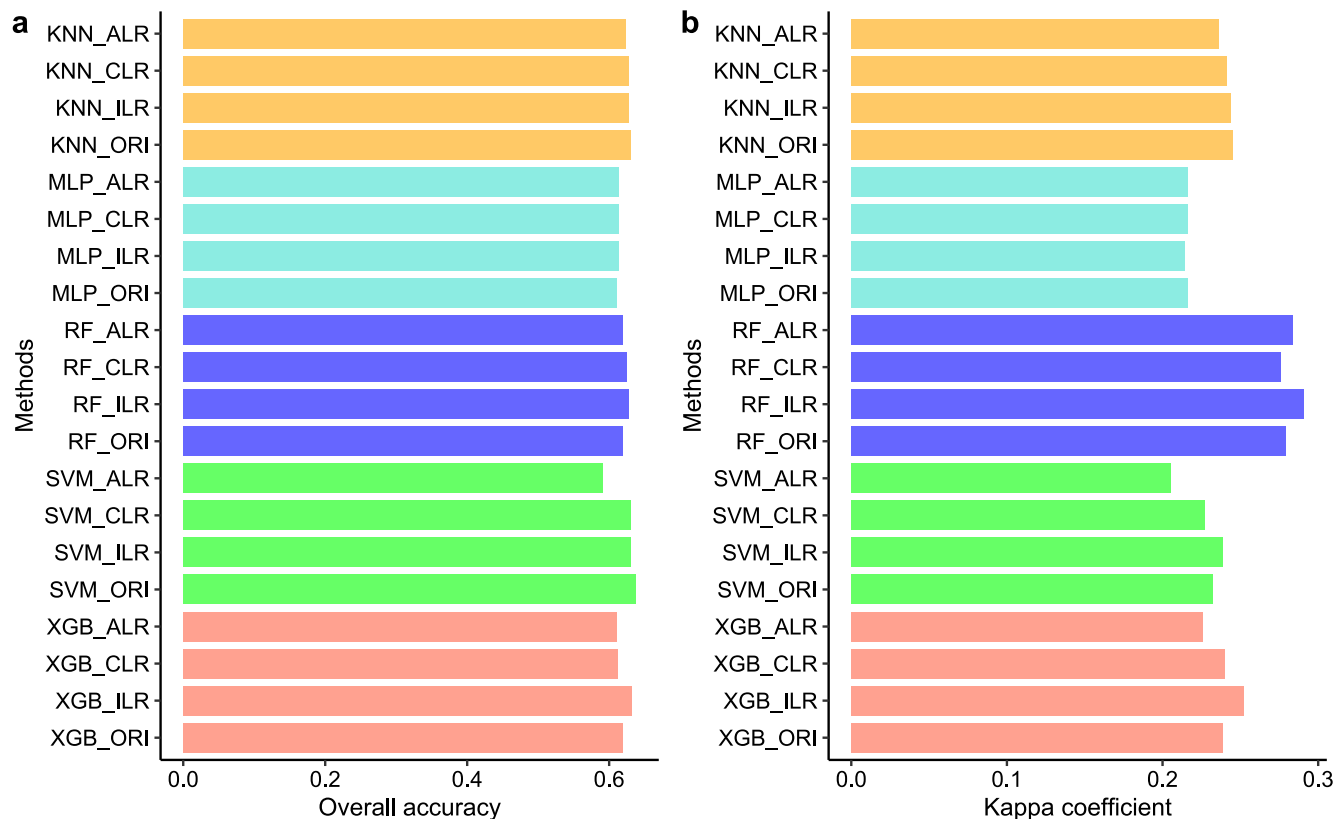 a
Methods
KNN_ALR
KNN_CLR
KNN_ILR
KNN_ORI
MLP_ALR
MLP_CLR
MLP_ILR
MLP_ORI
RF_ALR
RF_CLR
RF_ILR
RF_ORI
SVM_ALR
SVM_CLR
SVM_ILR
SVM_ORI
XGB_ALR
XGB_CLR
XGB_ILR
XGB_ORI
0.0 0.2 0.4 0.6
Overall accuracy
b
Methods
KNN_ALR
KNN_CLR
KNN_ILR
KNN_ORI
MLP_ALR
MLP_CLR
MLP_ILR
MLP_ORI
RF_ALR
RF_CLR
RF_ILR
RF_ORI
SVM_ALR
SVM_CLR
SVM_ILR
SVM_ORI
XGB_ALR
XGB_CLR
XGB_ILR
XGB_ORI
0.0 0.1 0.2 0.3
Kappa coefficient